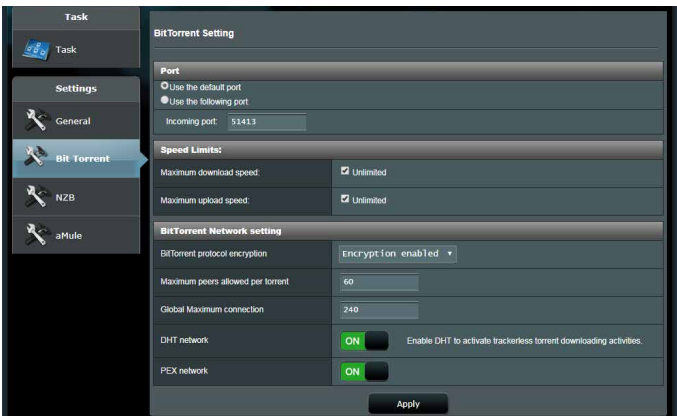 Task
Task
Settings
General
Bit Torrent
NZB
aMule
BitTorrent Setting
Port
Use the default port
Use the following port
Incoming port: 51413
Speed Limits:
Maximum download speed: Unlimited
Maximum upload speed: Unlimited
BitTorrent Network setting
BitTorrent protocol encryption Encryption enabled
Maximum peers allowed per torrent 60
Global Maximum connection 240
DHT network ON Enable DHT to activate trackerless torrent downloading activities.
PEX network ON
Apply